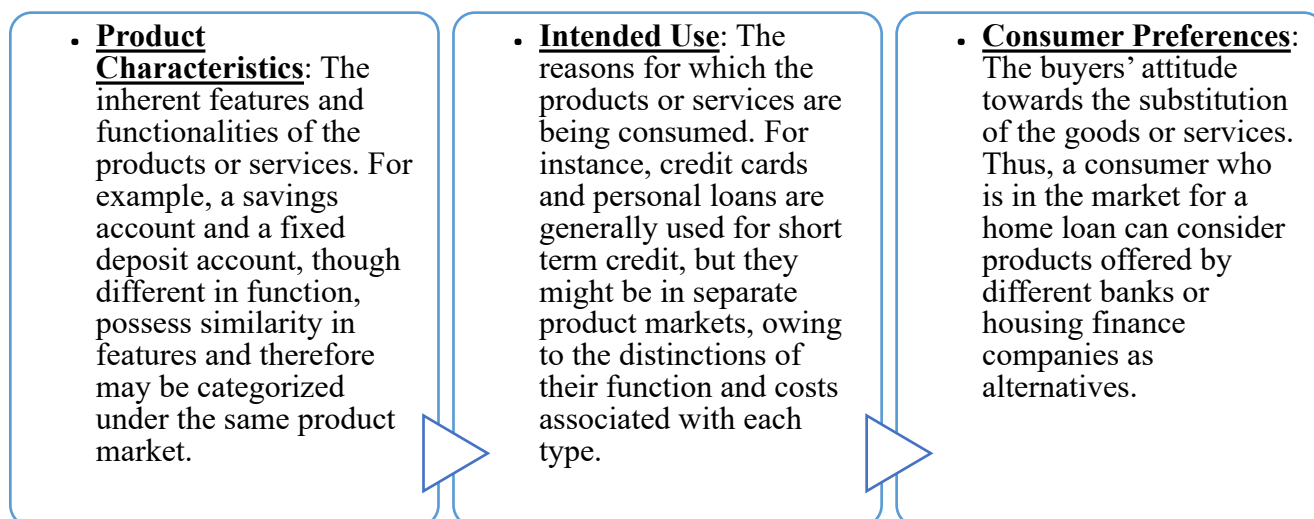 • Product
Characteristics: The
inherent features and
functionalities of the
products or services. For
example, a savings
account and a fixed
deposit account, though
different in function,
possess similarity in
features and therefore
may be categorized
under the same product
market.
• Intended Use: The
reasons for which the
products or services are
being consumed. For
instance, credit cards
and personal loans are
generally used for short
term credit, but they
might be in separate
product markets, owing
to the distinctions of
their function and costs
associated with each
type.
• Consumer Preferences:
The buyers’ attitude
towards the substitution
of the goods or services.
Thus, a consumer who
is in the market for a
home loan can consider
products offered by
different banks or
housing finance
companies as
alternatives.